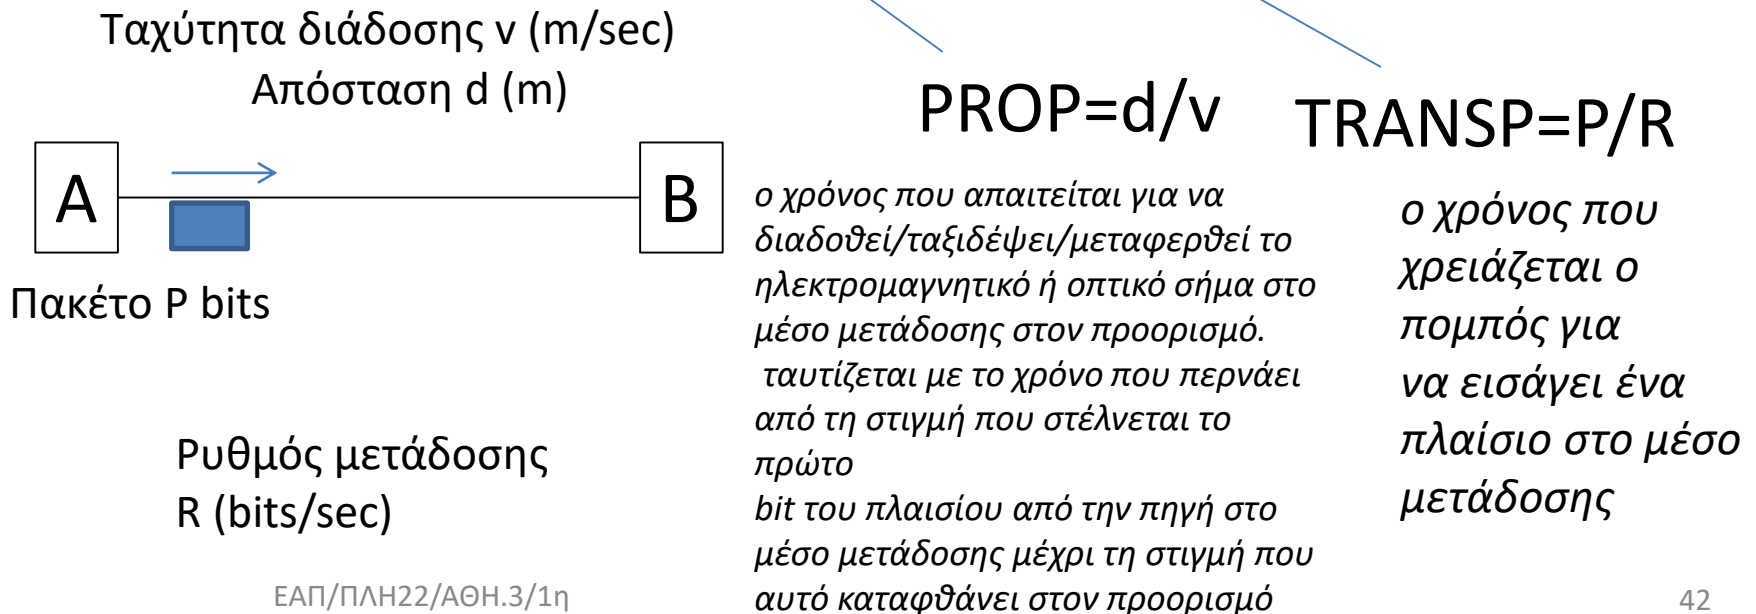 Ταχύτητα διάδοσης v (m/sec)
Απόσταση d (m)
A
B
Πακέτο P bits
Ρυθμός μετάδοσης
R (bits/sec)
PROP=d/v
ο χρόνος που απαιτείται για να
διαδοθεί/ταξιδέψει/μεταφερθεί το
ηλεκτρομαγνητικό ή οπτικό σήμα στο
μέσο μετάδοσης στον προορισμό.
ταυτίζεται με το χρόνο που περνάει
από τη στιγμή που στέλνεται το
πρώτο
bit του πλαισίου από την πηγή στο
μέσο μετάδοσης μέχρι τη στιγμή που
αυτό καταφθάνει στον προορισμό
TRANSP=P/R
ο χρόνος που
χρειάζεται ο
πομπός για
να εισάγει ένα
πλαίσιο στο μέσο
μετάδοσης
ΕΑΠ/ΠΛΗ22/ΑΘΗ.3/1η
42